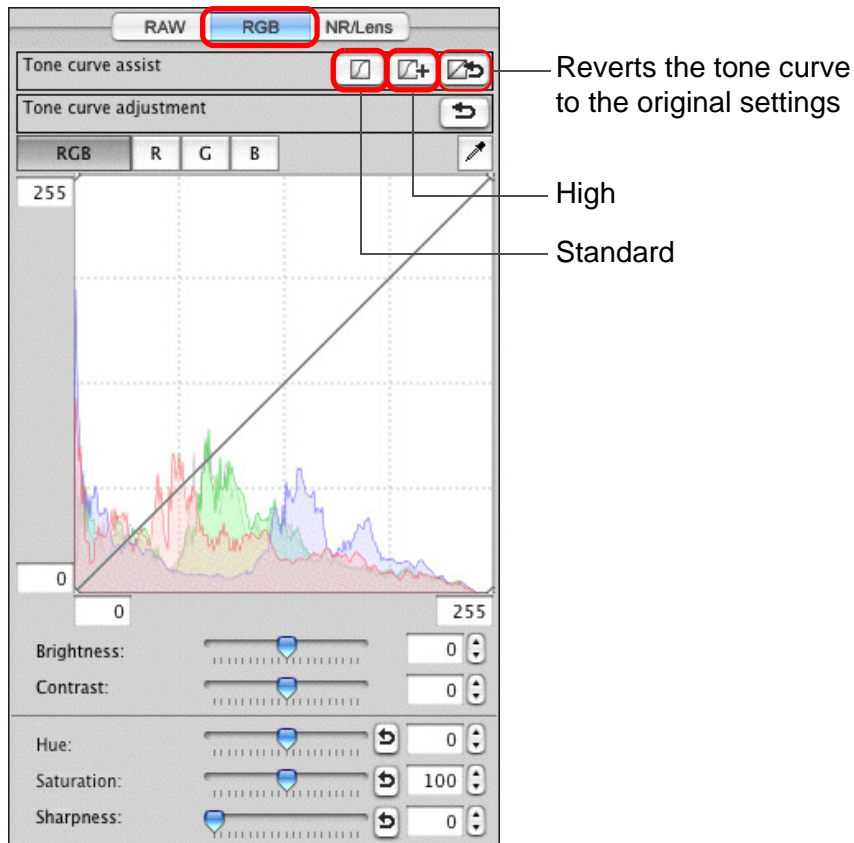 RAW RGB NR/Lens
Tone curve assist
Reverts the tone curve
to the original settings
Tone curve adjustment
RGB R G B
255
High
Standard
0
0 255
Brightness: 0
Contrast: 0
Hue: 0
Saturation: 100
Sharpness: 0